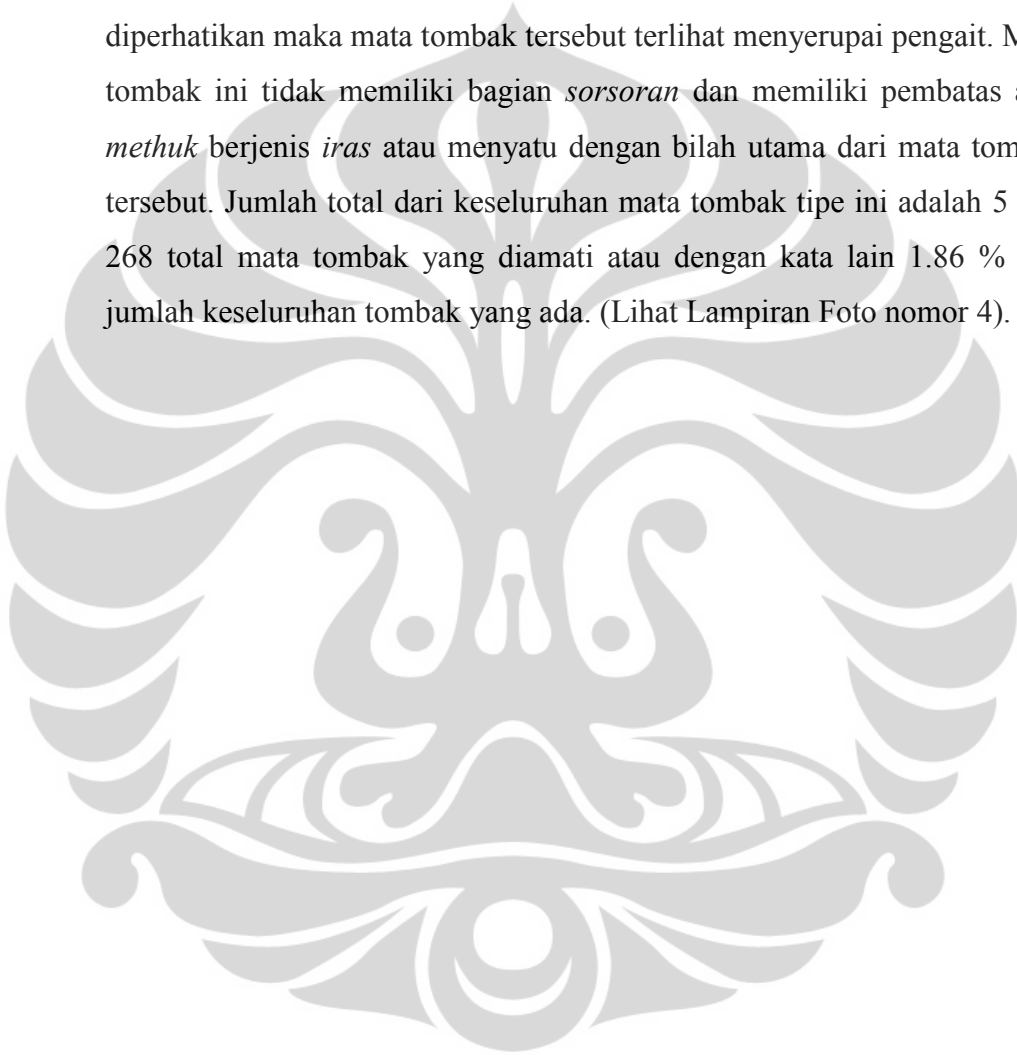 diperhatikan maka mata tombak tersebut terlihat menyerupai pengait. M
tombak ini tidak memiliki bagian sorsoran dan memiliki pembatas a
methuk berjenis iras atau menyatu dengan bilah utama dari mata tom
tersebut. Jumlah total dari keseluruhan mata tombak tipe ini adalah 5
268 total mata tombak yang diamati atau dengan kata lain 1.86 %
jumlah keseluruhan tombak yang ada. (Lihat Lampiran Foto nomor 4).